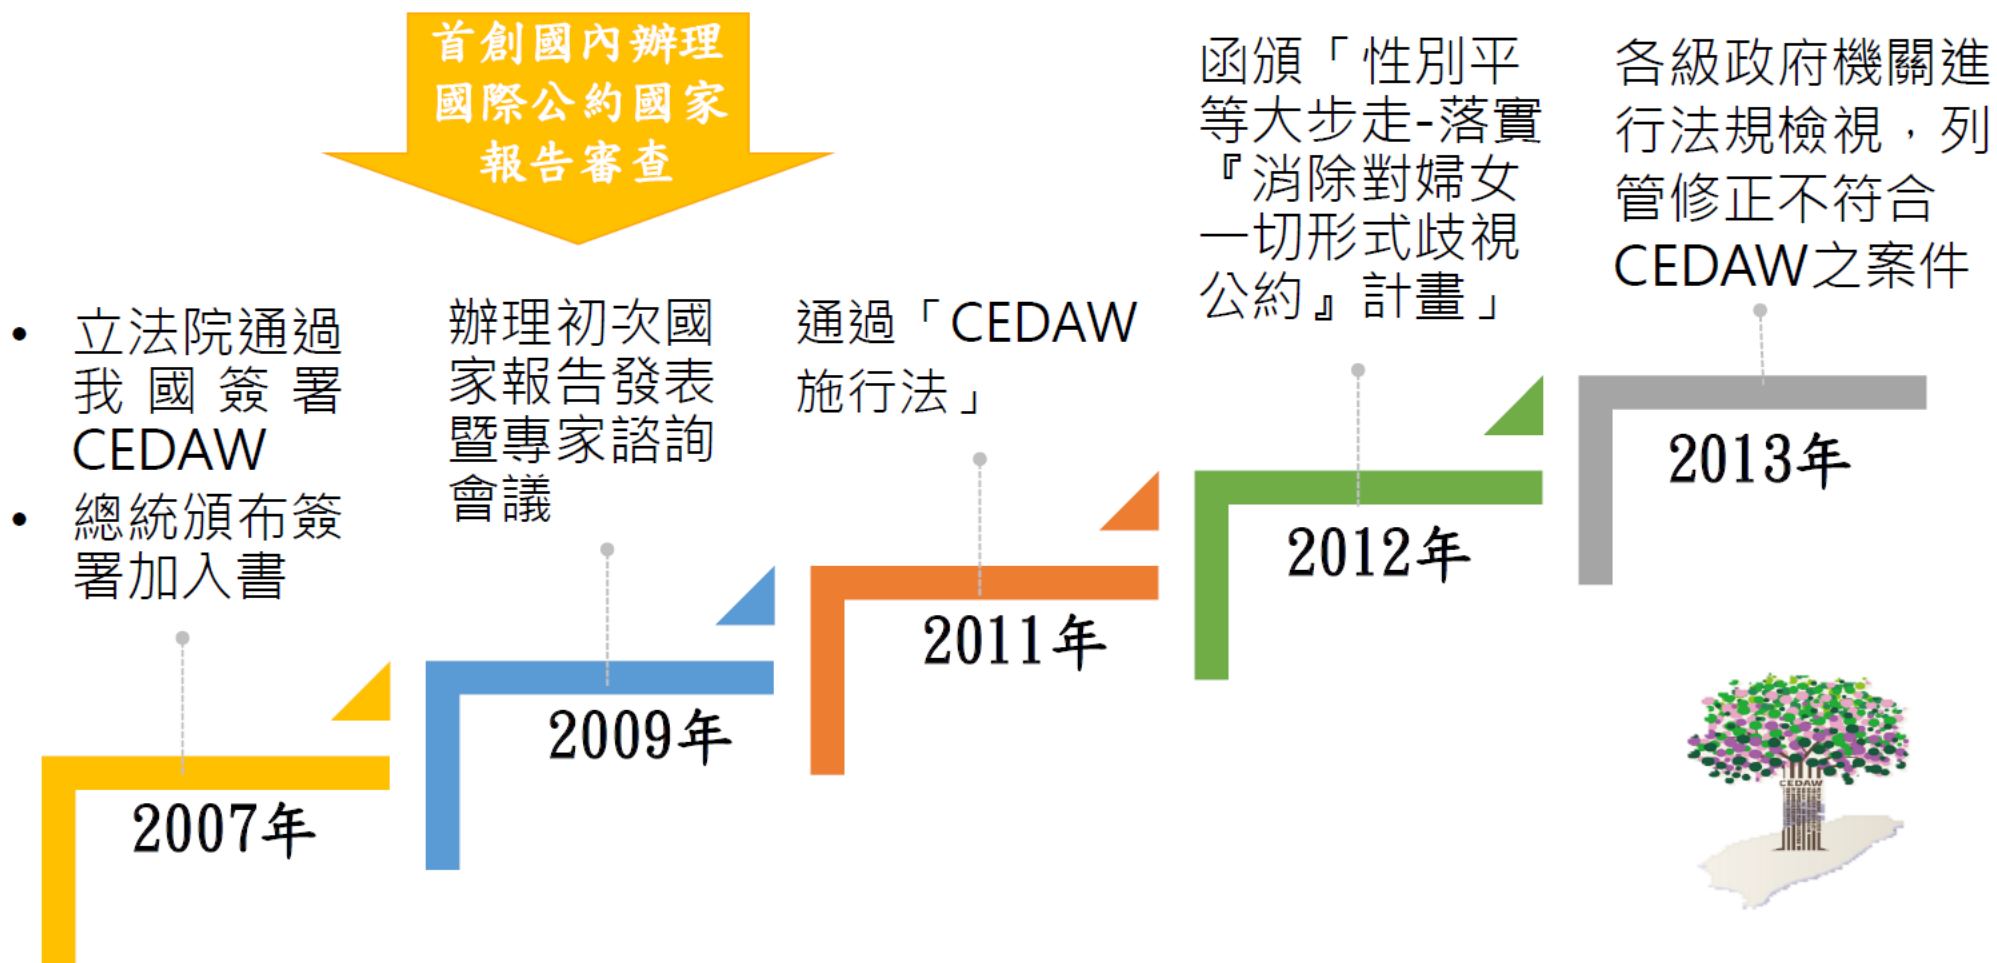 首創國內辦理
國際公約國家
報告審查
• 立法院通過
我國簽署
CEDAW
• 總統頒布簽
署加入書
2007年
辦理初次國
家報告發表
暨專家諮詢
會議
2009年
通過「CEDAW
施行法」
2011年
函頒「性別平
等大步走-落實
『消除對婦女
一切形式歧視
公約』計畫」
2012年
各級政府機關進
行法規檢視，列
管修正不符合
CEDAW之案件
2013年
CEDAW